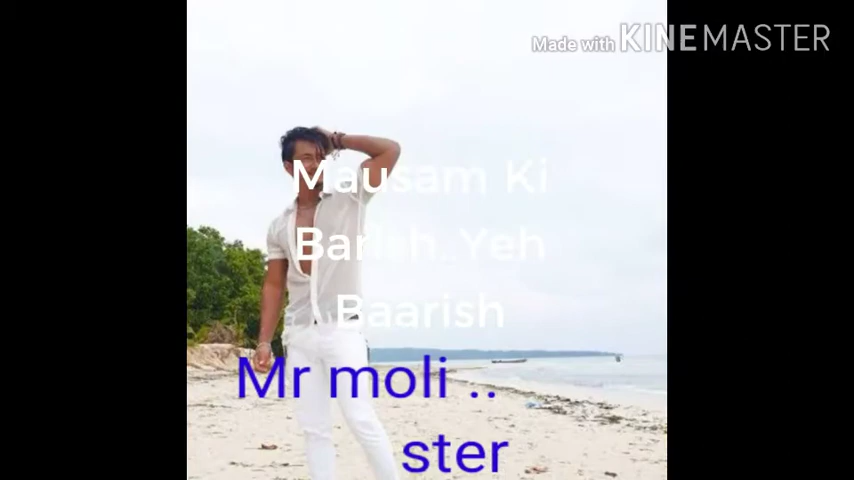 Made with KINEMASTER
Mausam Ki
Barish..Yeh
Baarish
Mr moli ..
ster